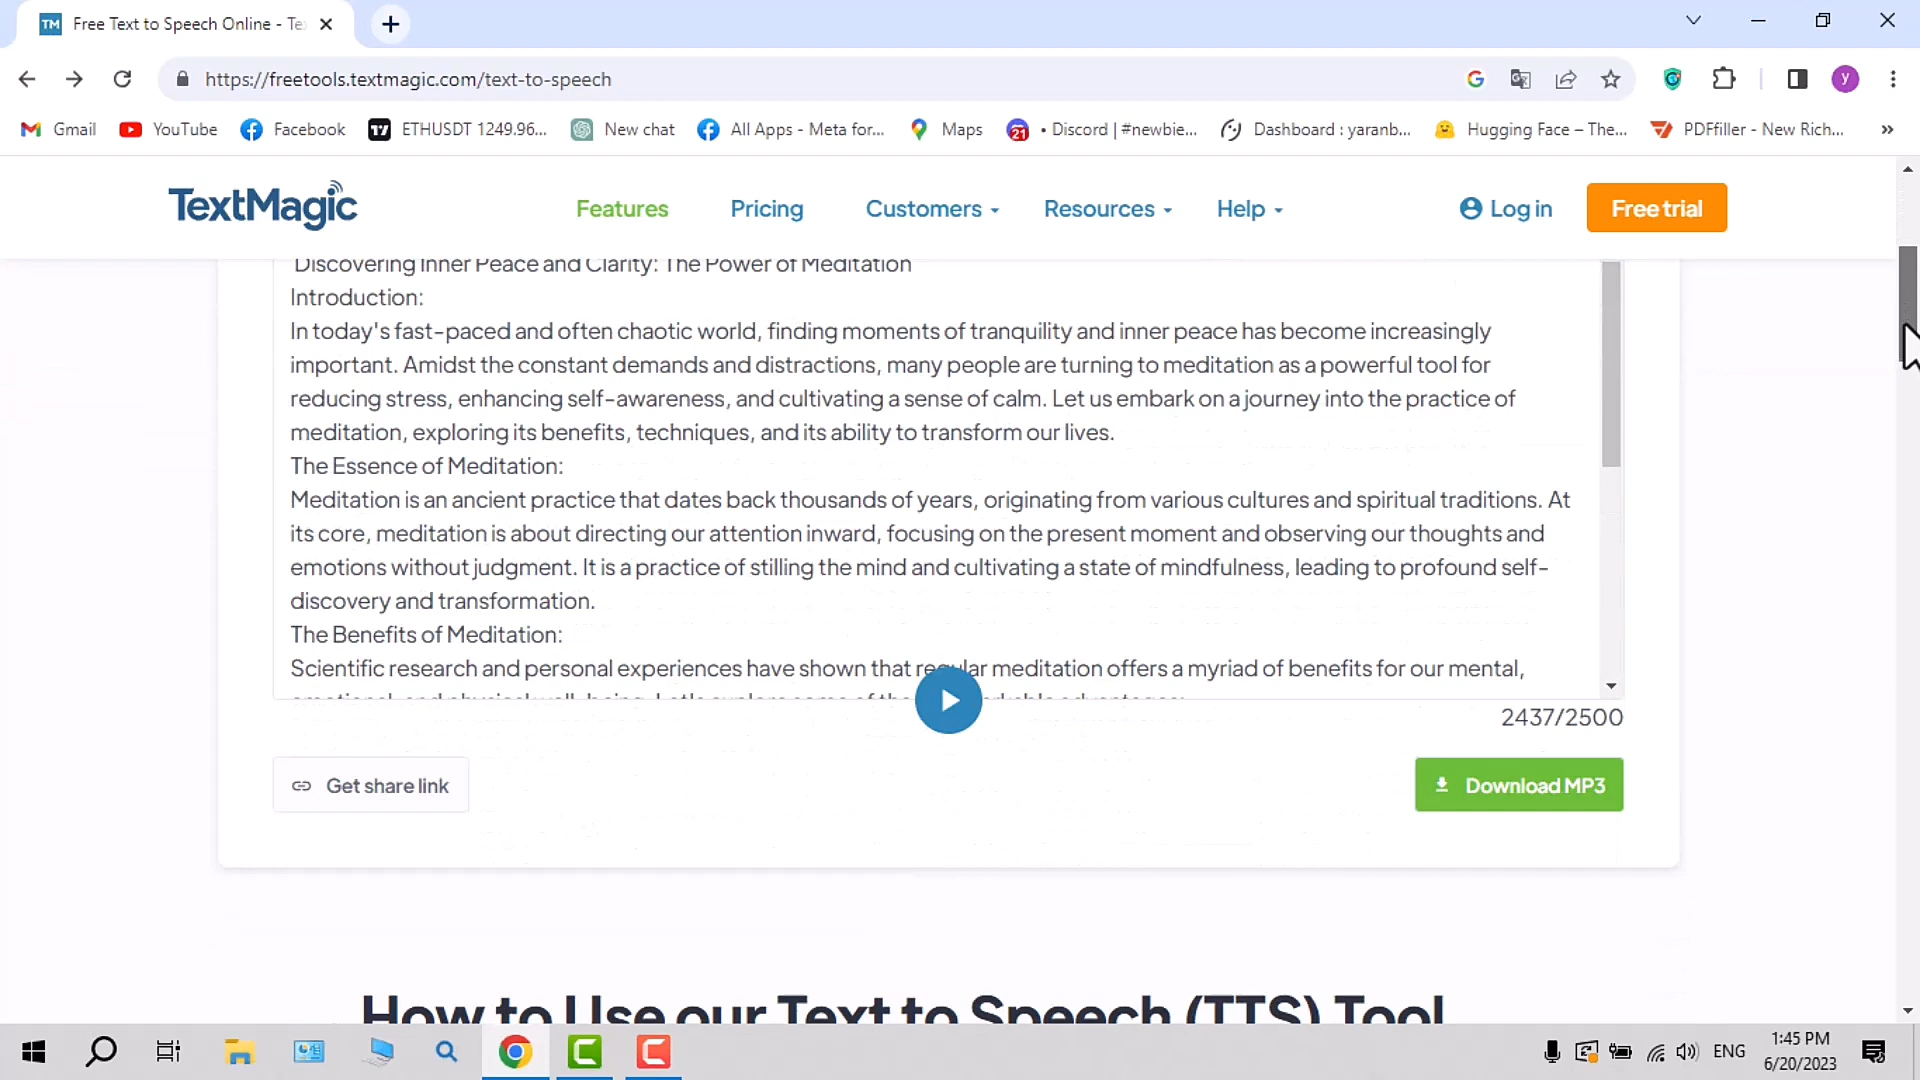 TM Free Text to Speech Online - Te
https://freetools.textmagic.com/text-to-speech
y
Gmail
YouTube
Facebook
ETHUSDT 1249.96...
New chat
All Apps - Meta for...
Maps
21
• Discord | #newbie...
Dashboard : yaranb...
Hugging Face – The...
PDFfiller - New Rich...
»
TextMagic
Features
Pricing
Customers
Resources
Help
Log in
Free trial
Discovering Inner Peace and Clarity: The Power of Meditation
Introduction:
In today's fast-paced and often chaotic world, finding moments of tranquility and inner peace has become increasingly
important. Amidst the constant demands and distractions, many people are turning to meditation as a powerful tool for
reducing stress, enhancing self-awareness, and cultivating a sense of calm. Let us embark on a journey into the practice of
meditation, exploring its benefits, techniques, and its ability to transform our lives.
The Essence of Meditation:
Meditation is an ancient practice that dates back thousands of years, originating from various cultures and spiritual traditions. At
its core, meditation is about directing our attention inward, focusing on the present moment and observing our thoughts and
emotions without judgment. It is a practice of stilling the mind and cultivating a state of mindfulness, leading to profound self-
discovery and transformation.
The Benefits of Meditation:
Scientific research and personal experiences have shown that regular meditation offers a myriad of benefits for our mental,
2437/2500
Get share link
Download MP3
How to Use our Text to Speech (TTS) Tool
ENG
1:45 PM
6/20/2023